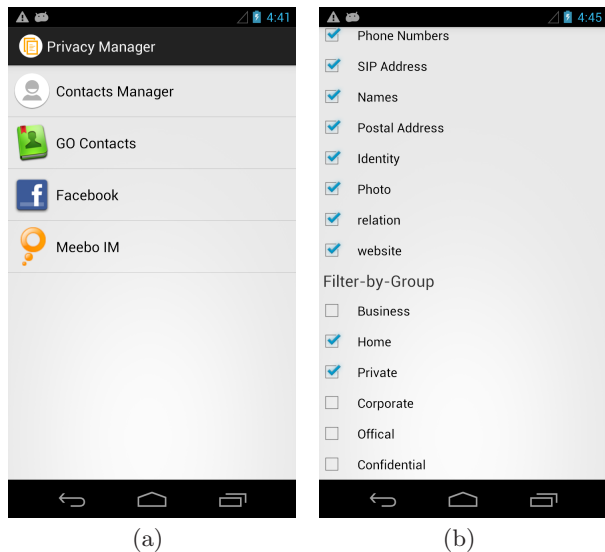 4:41
Privacy Manager
Contacts Manager
GO Contacts
f Facebook
Meebo IM
(a)
4:45
Phone Numbers
SIP Address
Names
Postal Address
Identity
Photo
relation
website
Filter-by-Group
Business
Home
Private
Corporate
Offical
Confidential
(b)